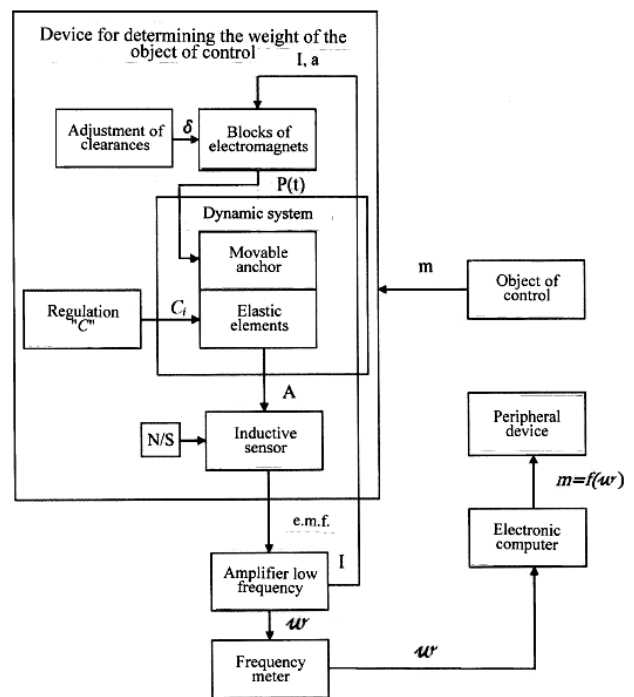 Device for determining the weight of the
object of control
I, a
Adjustment of
clearances
δ
Blocks of
electromagnets
P(t)
Dynamic system
Movable
anchor
m
Object of
control
Regulation
"C"
C_i
Elastic
elements
A
N/S
Inductive
sensor
Peripheral
device
m=f(w)
e.m.f.
I
Electronic
computer
Amplifier low
frequency
w
Frequency
meter
w